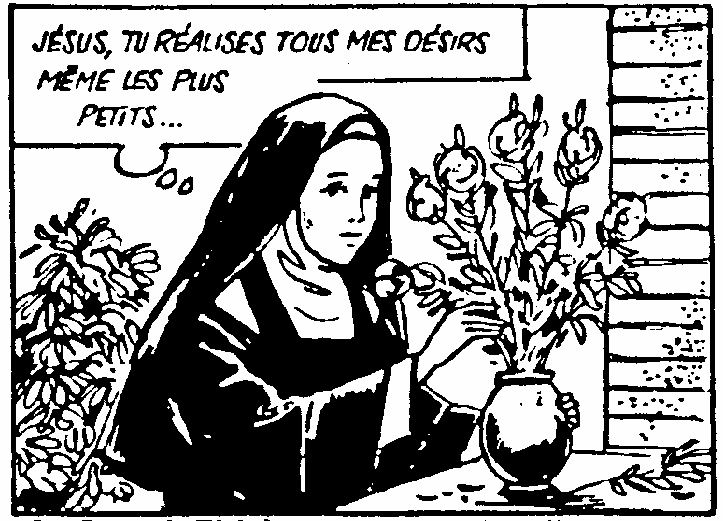 JÉSUS, TU RÉALISES TOUS MES DÉSIRS
MÊME LES PLUS
PETITS...